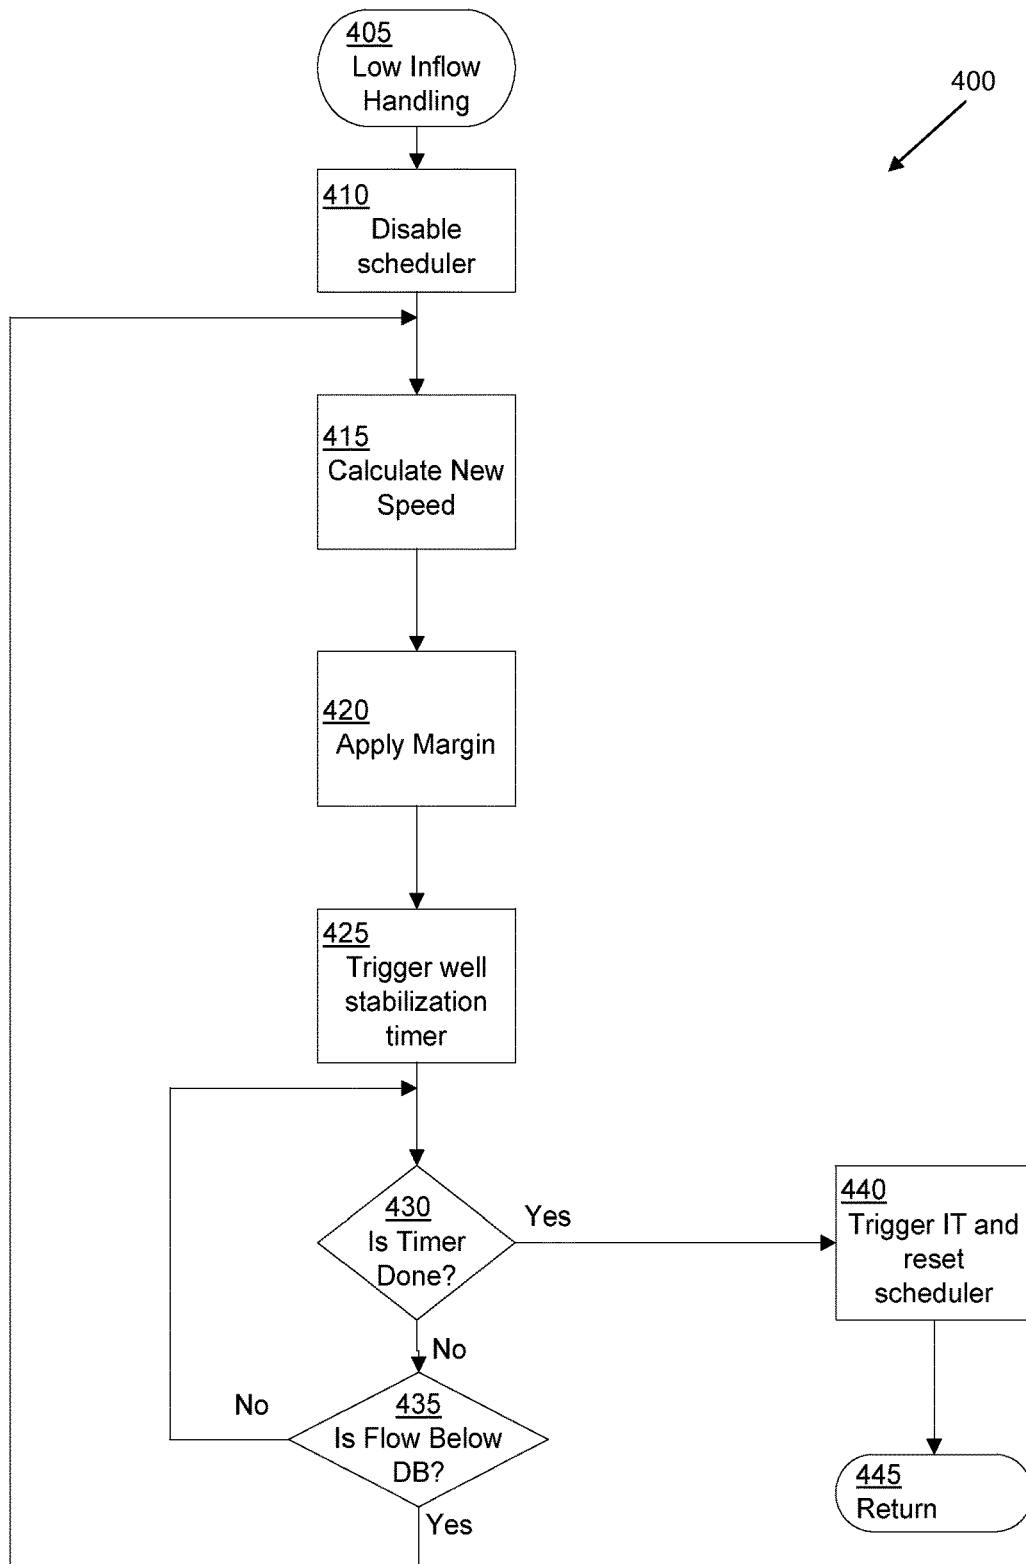 405
Low Inflow
Handling
400
410
Disable
scheduler
415
Calculate New
Speed
420
Apply Margin
425
Trigger well
stabilization
timer
430
Is Timer
Done?
Yes
440
Trigger IT and
reset
scheduler
No
No
435
Is Flow Below
DB?
445
Return
Yes